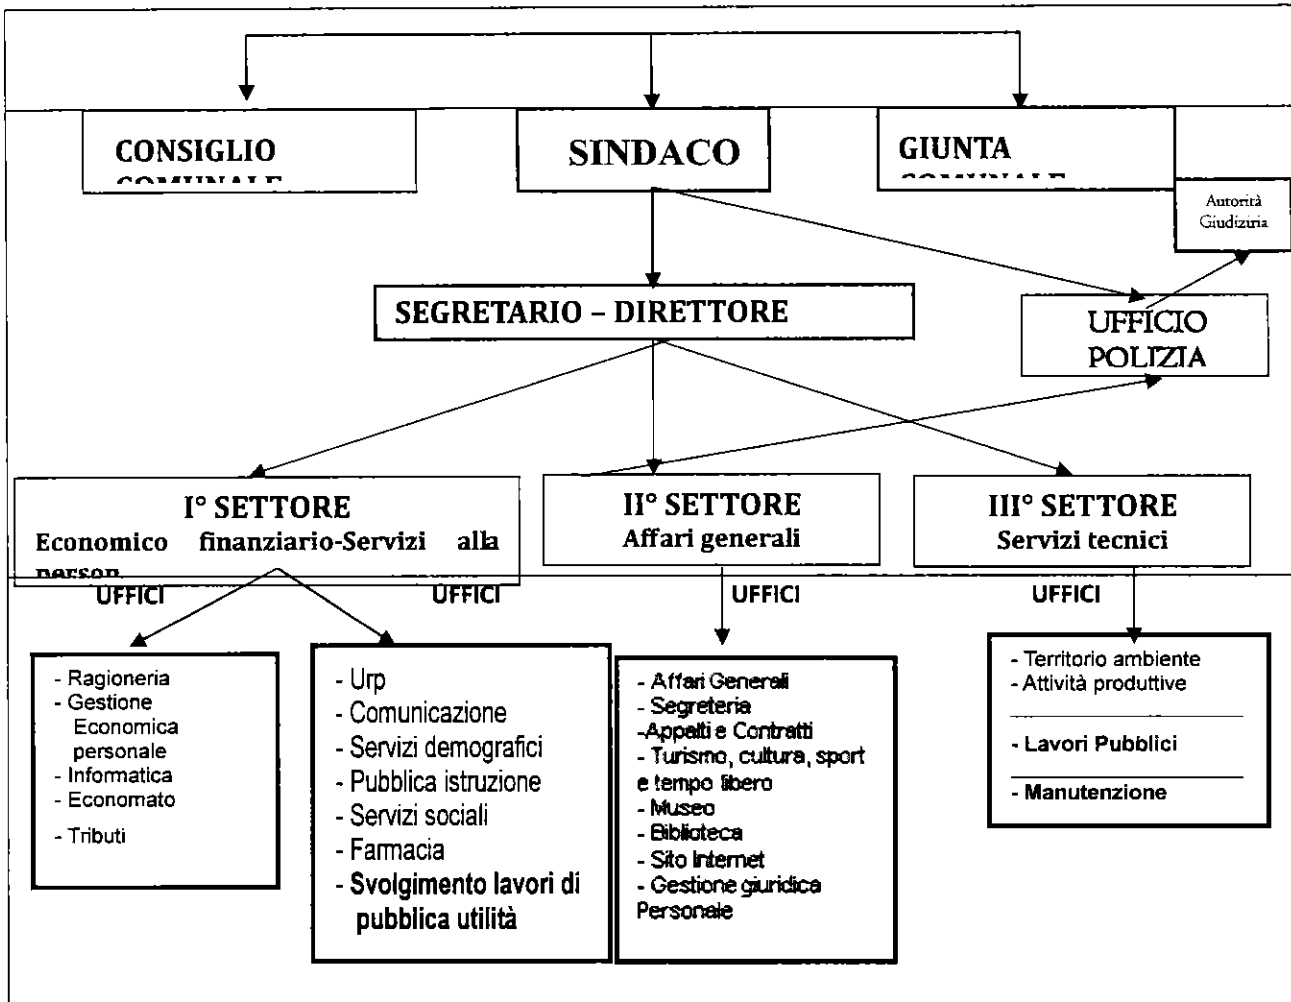 CONSIGLIO
COMUNALE
SINDACO
GIUNTA
COMUNALE
Autorità
Giudiziria
SEGRETARIO – DIRETTORE
UFFICIO
POLIZIA
I° SETTORE
Economico finanziario-Servizi alla
person
II° SETTORE
Affari generali
III° SETTORE
Servizi tecnici
UFFICI
UFFICI
UFFICI
UFFICI
- Ragioneria
- Gestione
Economica
personale
- Informatica
- Economato
- Tributi
- Urp
- Comunicazione
- Servizi demografici
- Pubblica istruzione
- Servizi sociali
- Farmacia
- Svolgimento lavori di
pubblica utilità
- Affari Generali
- Segreteria
-Appalti e Contratti
- Turismo, cultura, sport
e tempo libero
- Museo
- Biblioteca
- Sito Internet
- Gestione giuridica
Personale
- Territorio ambiente
- Attività produttive
- Lavori Pubblici
- Manutenzione